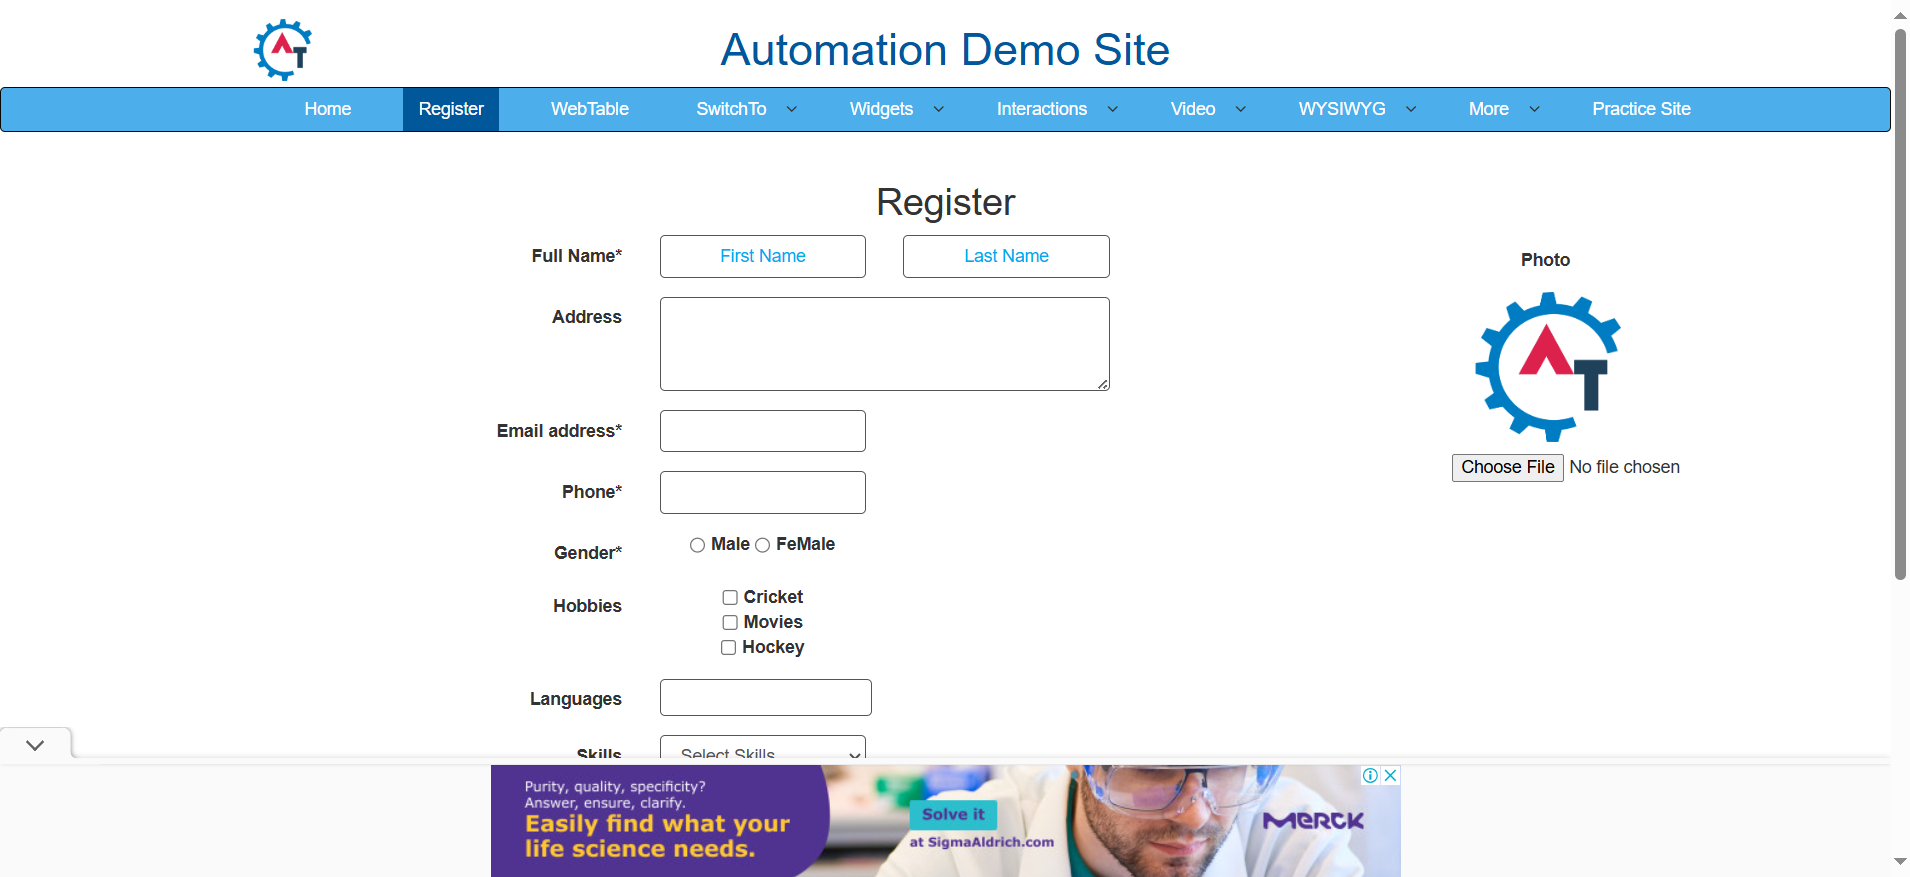 AT
Automation Demo Site
Home Register WebTable SwitchTo Widgets Interactions Video WYSIWYG More Practice Site
Register
Full Name* First Name Last Name
Photo
Address
AT
Email address*
Choose File No file chosen
Phone*
Gender* Male FeMale
Hobbies Cricket
Movies
Hockey
Languages
Skills Select Skills
Purity, quality, specificity?
Answer, ensure, clarify.
Easily find what your
life science needs.
Solve it
at SigmaAldrich.com
MERCK